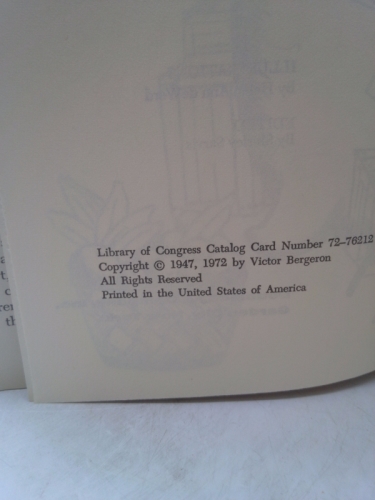 Library of Congress Catalog Card Number 72-76212
Copyright © 1947, 1972 by Victor Bergeron
All Rights Reserved
Printed in the United States of America